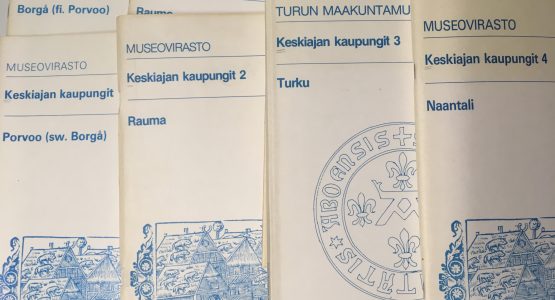 Borgå (fi. Porvoo)
Rauma
MUSEOVIRASTO
Keskiajan kaupungit
Porvoo (sw. Borgå)
MUSEOVIRASTO
Keskiajan kaupungit 2
Rauma
TURUN MAAKUNTAMU
Keskiajan kaupungit 3
Turku
ABOENSIS
MUSEOVIRASTO
Keskiajan kaupungit 4
Naantali